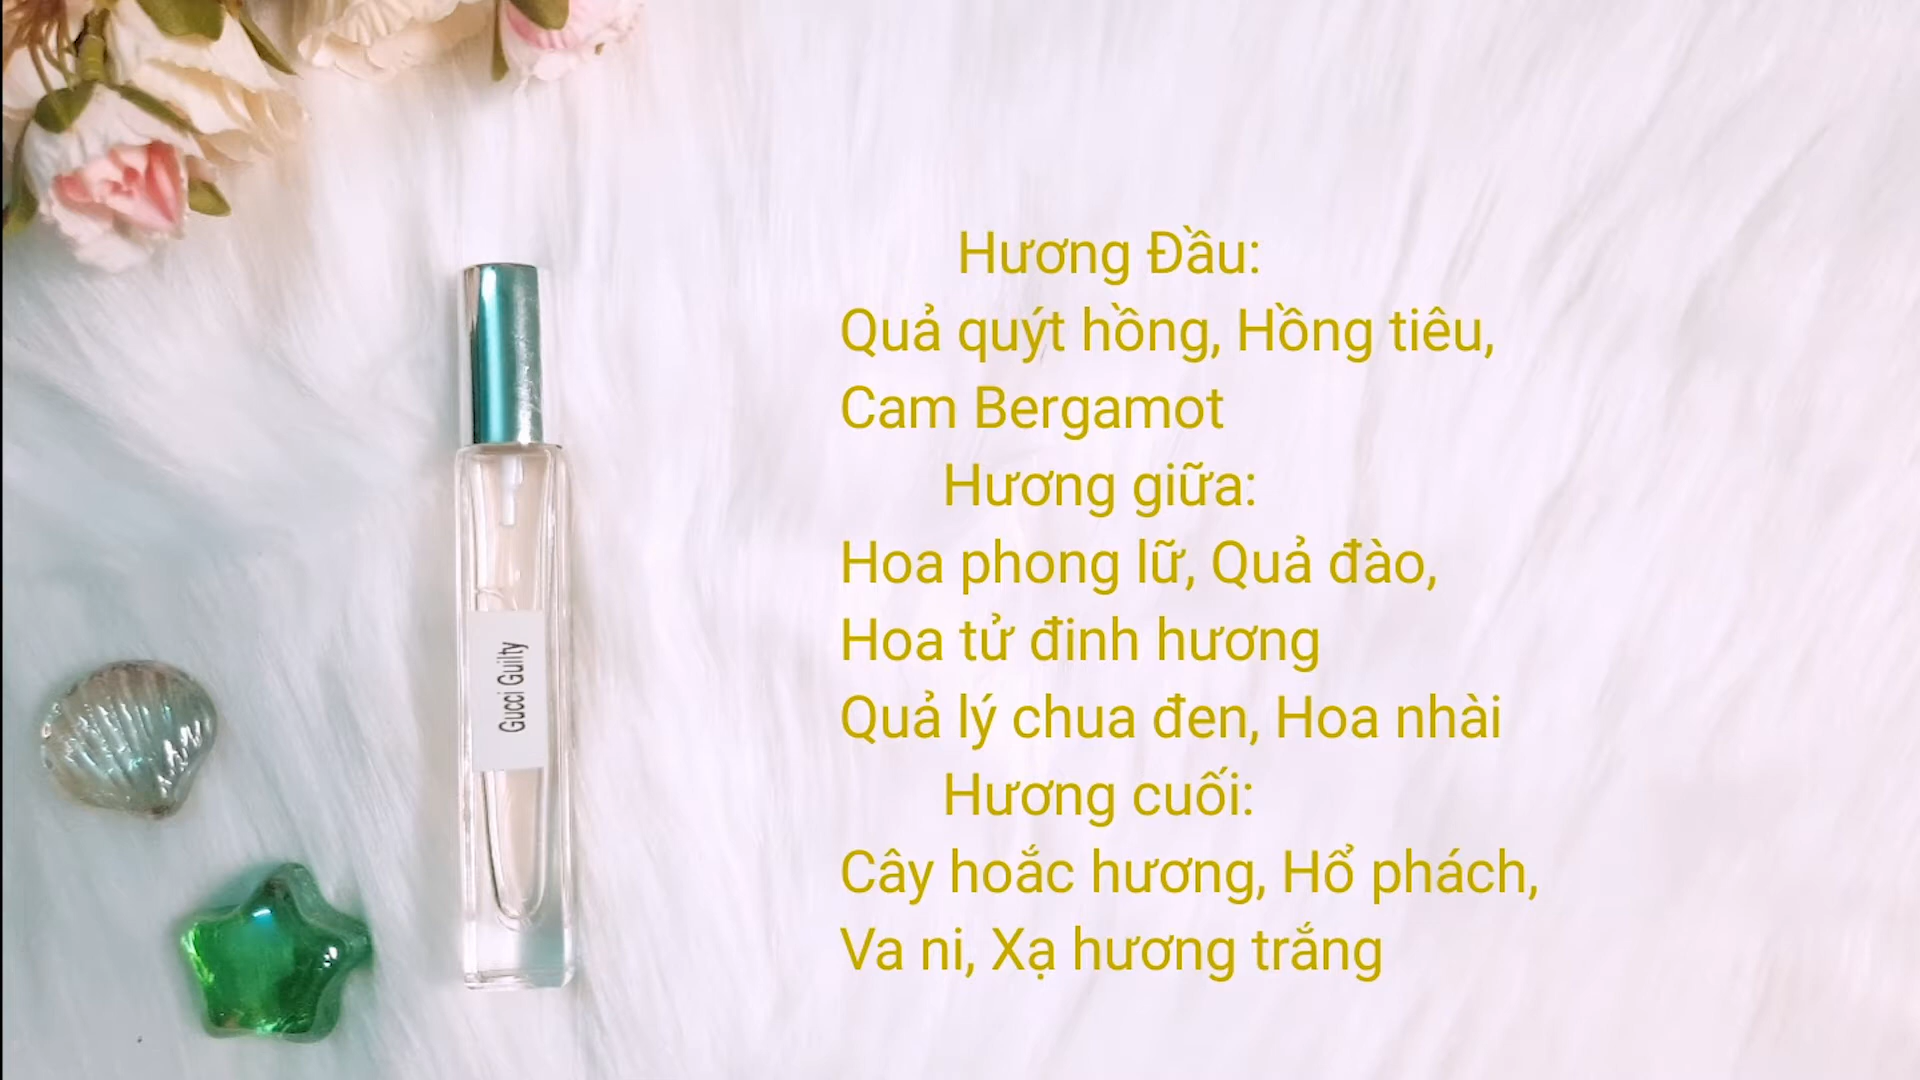 Hương Đầu:
Quả quýt hồng, Hồng tiêu,
Cam Bergamot
Hương giữa:
Hoa phong lữ, Quả đào,
Hoa tử đinh hương
Quả lý chua đen, Hoa nhài
Hương cuối:
Cây hoắc hương, Hổ phách,
Va ni, Xạ hương trắng
Gucci Guilty